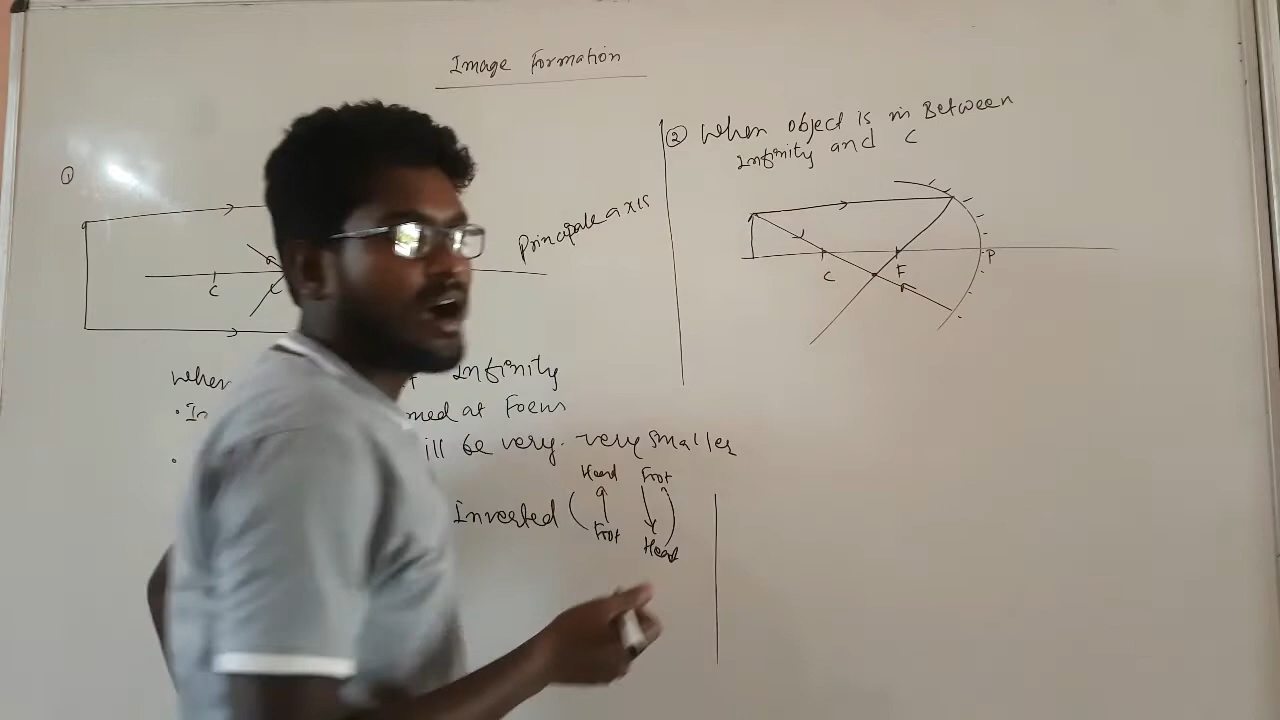 Image Formation
①
C
Principale axis
When Infinity
·In med at Focus
· ill be very very smaller
Inverted ( Head Foot )
Foot Head
② When object is in Between
Infinity and C
C F P